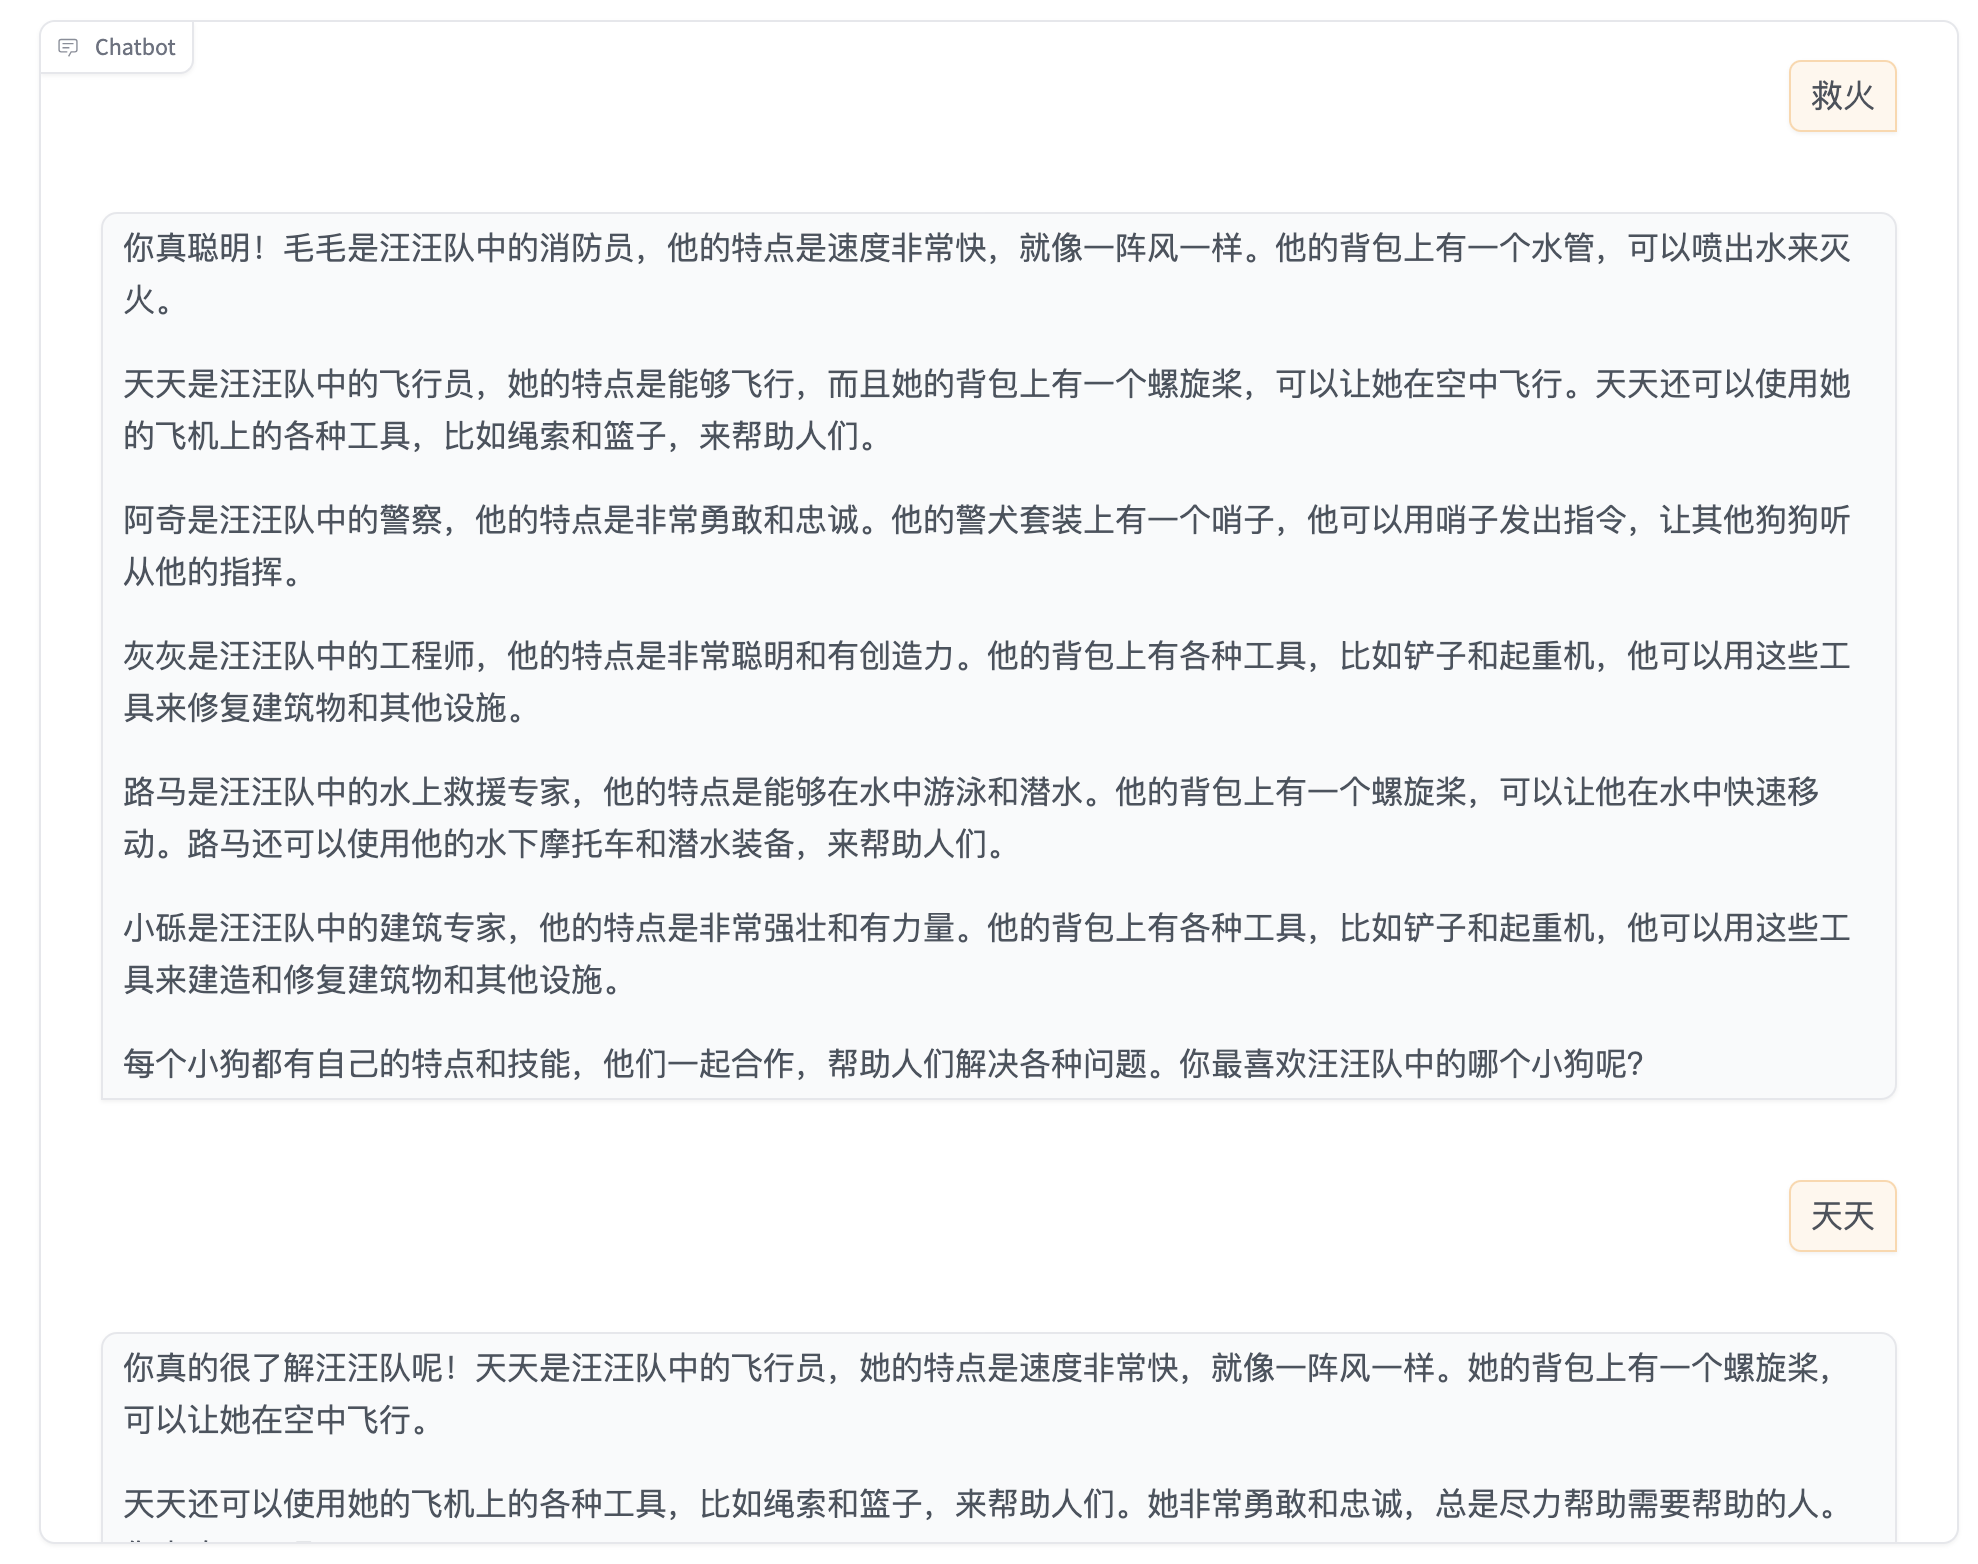 Chatbot
救火
你真聪明！毛毛是汪汪队中的消防员，他的特点是速度非常快，就像一阵风一样。他的背包上有一个水管，可以喷出水来灭
火。
天天是汪汪队中的飞行员，她的特点是能够飞行，而且她的背包上有一个螺旋桨，可以让她在空中飞行。天天还可以使用她
的飞机上的各种工具，比如绳索和篮子，来帮助人们。
阿奇是汪汪队中的警察，他的特点是非常勇敢和忠诚。他的警犬套装上有一个哨子，他可以用哨子发出指令，让其他狗狗听
从他的指挥。
灰灰是汪汪队中的工程师，他的特点是非常聪明和有创造力。他的背包上有各种工具，比如铲子和起重机，他可以用这些工
具来修复建筑物和其他设施。
路马是汪汪队中的水上救援专家，他的特点是能够在水中游泳和潜水。他的背包上有一个螺旋桨，可以让他在水中快速移
动。路马还可以使用他的水下摩托车和潜水装备，来帮助人们。
小砾是汪汪队中的建筑专家，他的特点是非常强壮和有力量。他的背包上有各种工具，比如铲子和起重机，他可以用这些工
具来建造和修复建筑物和其他设施。
每个小狗都有自己的特点和技能，他们一起合作，帮助人们解决各种问题。你最喜欢汪汪队中的哪个小狗呢？
天天
你真的很了解汪汪队呢！天天是汪汪队中的飞行员，她的特点是速度非常快，就像一阵风一样。她的背包上有一个螺旋桨，
可以让她在空中飞行。
天天还可以使用她的飞机上的各种工具，比如绳索和篮子，来帮助人们。她非常勇敢和忠诚，总是尽力帮助需要帮助的人。